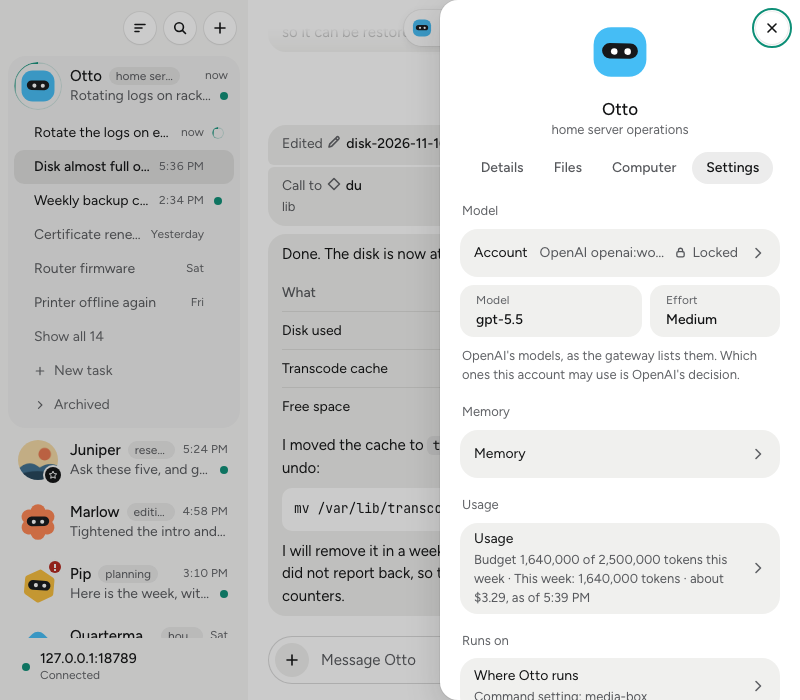 Otto home ser... now
Rotating logs on rack...
Rotate the logs on e... now
Disk almost full o... 5:36 PM
Weekly backup c... 2:34 PM
Certificate rene... Yesterday
Router firmware Sat
Printer offline again Fri
Show all 14
New task
Archived
Juniper rese... 5:24 PM
Ask these five, and g...
Marlow editi... 4:58 PM
Tightened the intro and...
Pip planning 3:10 PM
Here is the week, wit...
Quarterma hou... Sat
127.0.0.1:18789
Connected
so it can be restor
Edited disk-2026-11-1
Call to du
lib
Done. The disk is now at
What
Disk used
Transcode cache
Free space
I moved the cache to
undo:
mv /var/lib/transco
I will remove it in a week
did not report back, so t
counters.
Message Otto
Otto
home server operations
Details Files Computer Settings
Model
Account OpenAI openai:wo... Locked
Model
gpt-5.5
Effort
Medium
OpenAI's models, as the gateway lists them. Which
ones this account may use is OpenAI's decision.
Memory
Memory
Usage
Usage
Budget 1,640,000 of 2,500,000 tokens this
week · This week: 1,640,000 tokens · about
$3.29, as of 5:39 PM
Runs on
Where Otto runs
Command setting: media-box